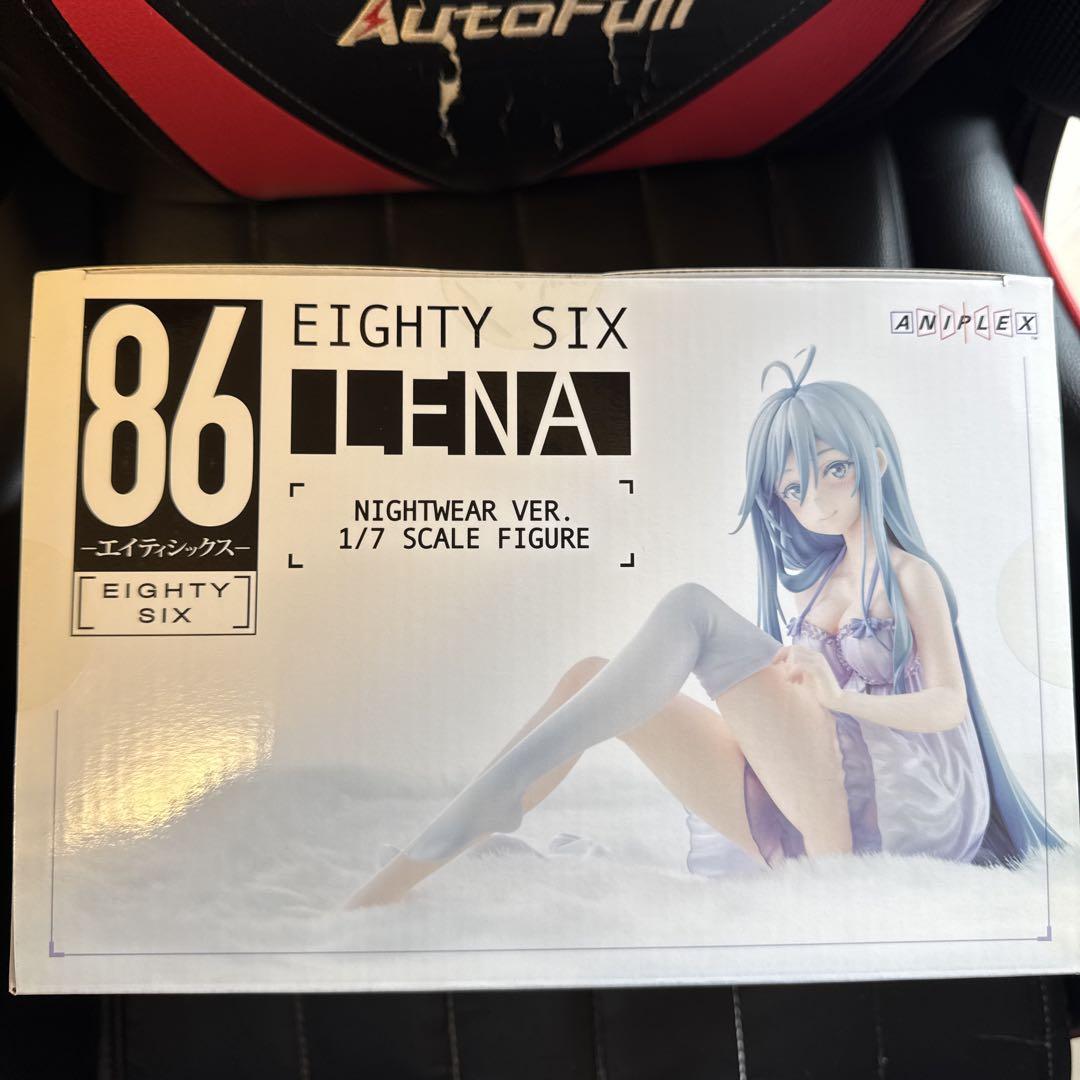 AutoFull
86
-エイティシックス-
EIGHTY
SIX
EIGHTY SIX
LENA
NIGHTWEAR VER.
1/7 SCALE FIGURE
ANIPLEX